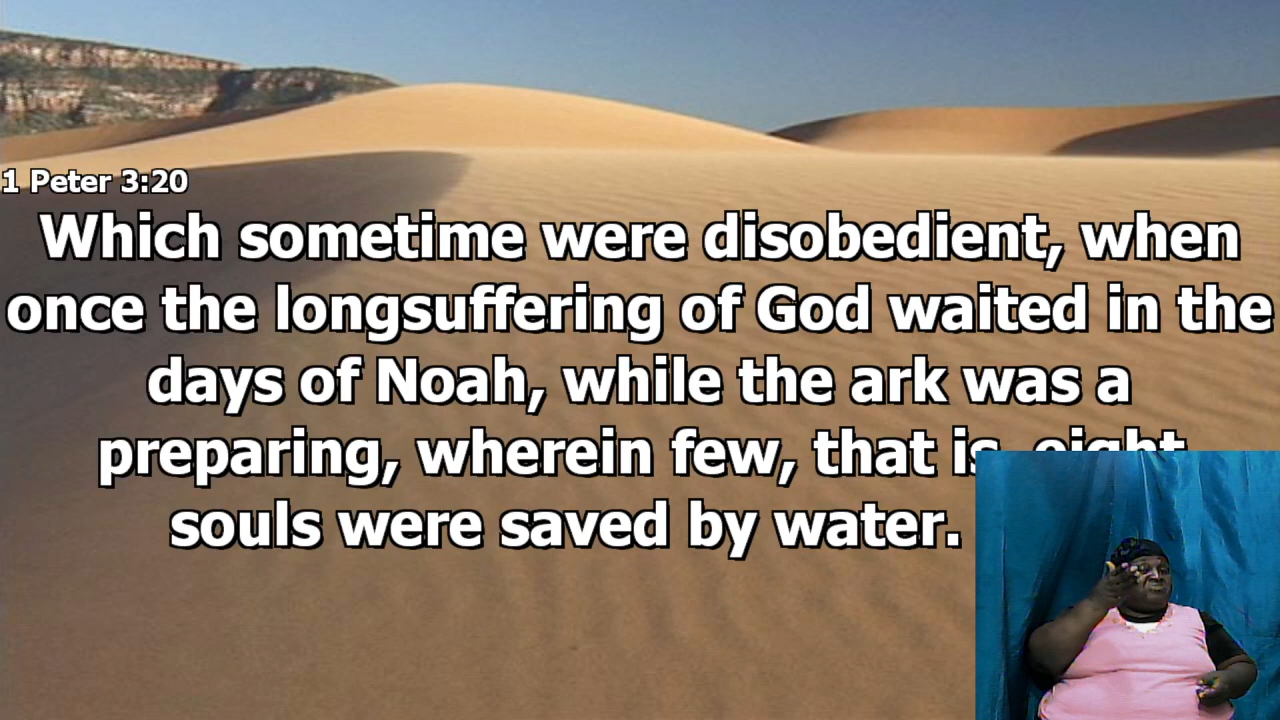 1 Peter 3:20
Which sometime were disobedient, when
once the longsuffering of God waited in the
days of Noah, while the ark was a
preparing, wherein few, that is, eight
souls were saved by water.